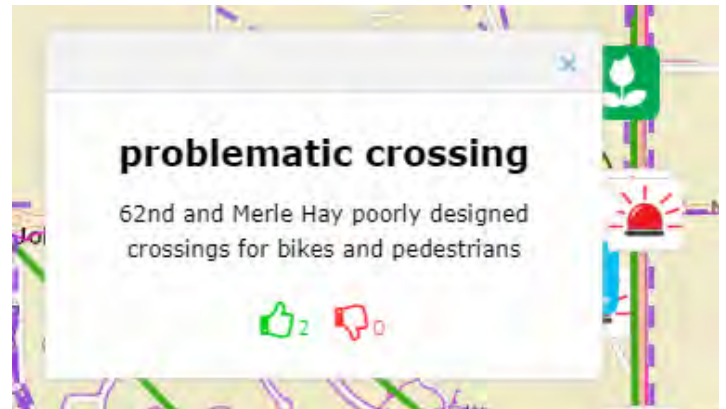 ×
problematic crossing
62nd and Merle Hay poorly designed
crossings for bikes and pedestrians
2 0